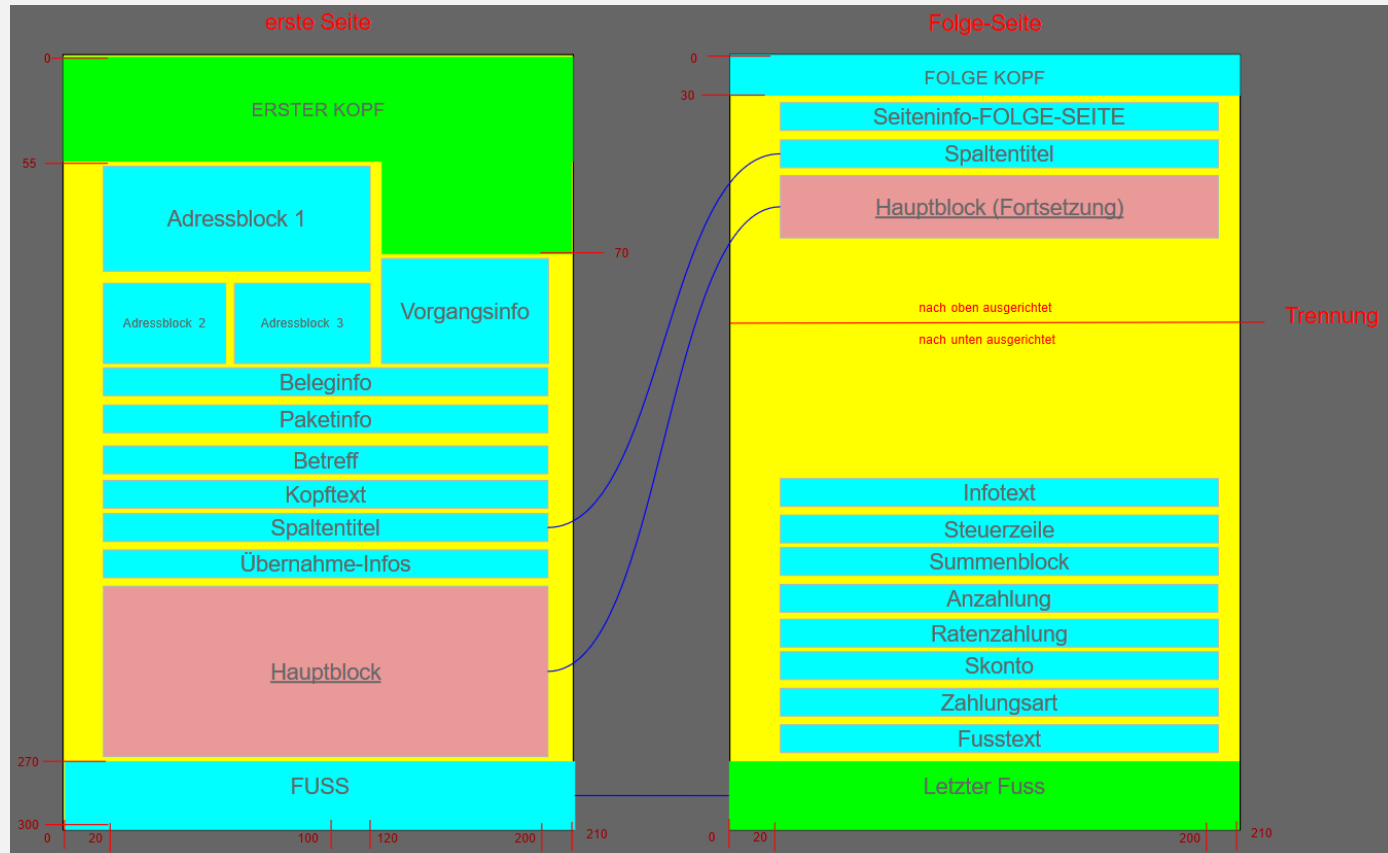 erste Seite
0
ERSTER KOPF
55
Adressblock 1
70
Vorgangsinfo
Adressblock 2
Adressblock 3
Beleginfo
Paketinfo
Betreff
Kopftext
Spaltentitel
Übernahme-Infos
Hauptblock
270
FUSS
300
0
20
100
120
200
210
Folge-Seite
0
FOLGE KOPF
30
Seiteninfo-FOLGE-SEITE
Spaltentitel
Hauptblock (Fortsetzung)
nach oben ausgerichtet
Trennung
nach unten ausgerichtet
Infotext
Steuerzeile
Summenblock
Anzahlung
Ratenzahlung
Skonto
Zahlungsart
Fusstext
Letzter Fuss
0
20
200
210